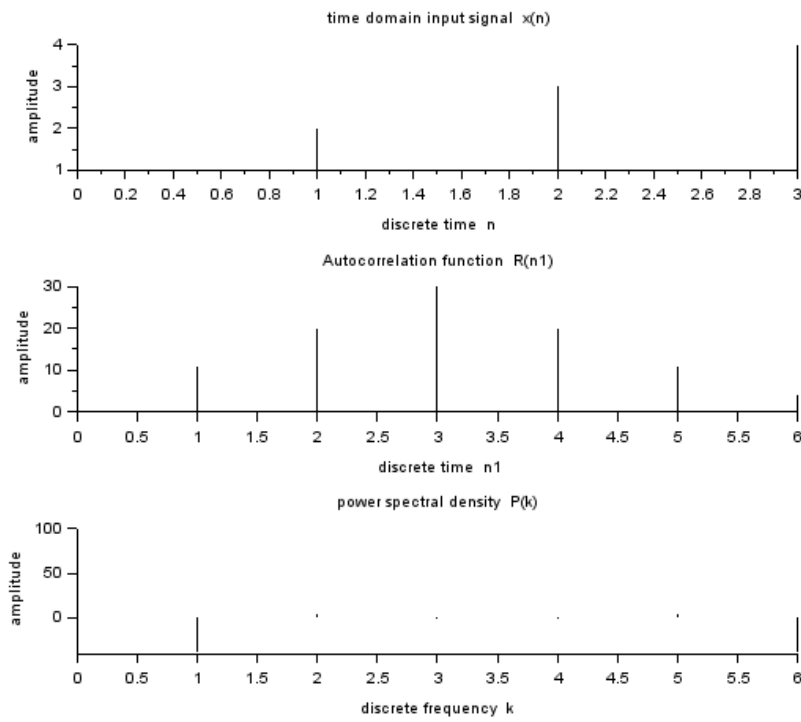 time domain input signal x(n)
amplitude
4
3
2
1
0 0.2 0.4 0.6 0.8 1 1.2 1.4 1.6 1.8 2 2.2 2.4 2.6 2.8 3
discrete time n
Autocorrelation function R(n1)
amplitude
30
20
10
0
0 0.5 1 1.5 2 2.5 3 3.5 4 4.5 5 5.5 6
discrete time n1
power spectral density P(k)
amplitude
100
50
0
0 0.5 1 1.5 2 2.5 3 3.5 4 4.5 5 5.5 6
discrete frequency k